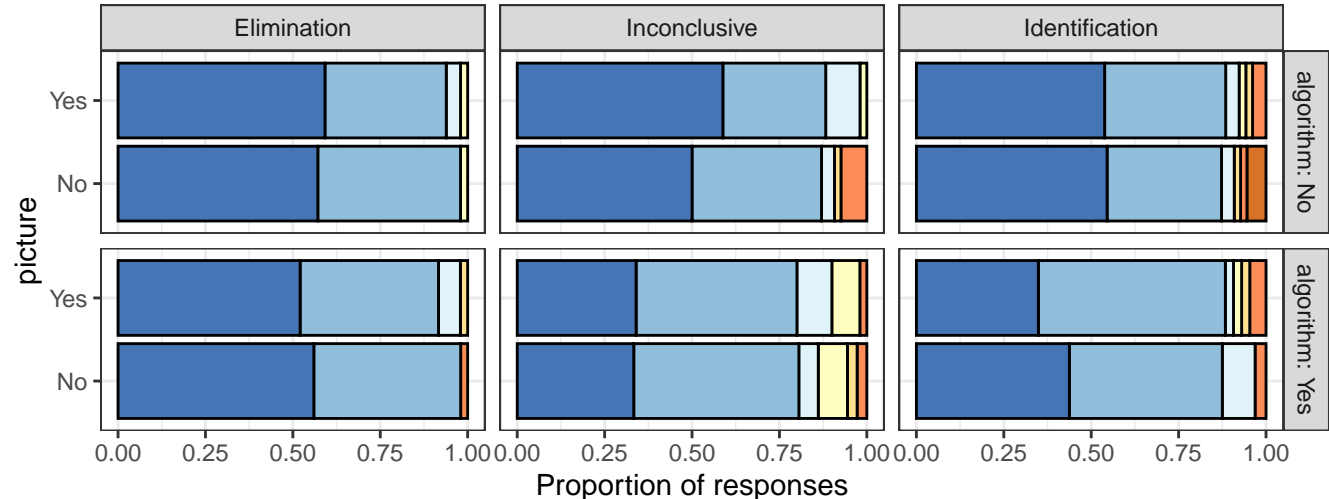 Elimination
Inconclusive
Identification
Yes
No
algorithm: No
picture
Yes
No
algorithm: Yes
0.00 0.25 0.50 0.75 1.00 0.00 0.25 0.50 0.75 1.00 0.00 0.25 0.50 0.75 1.00
Proportion of responses